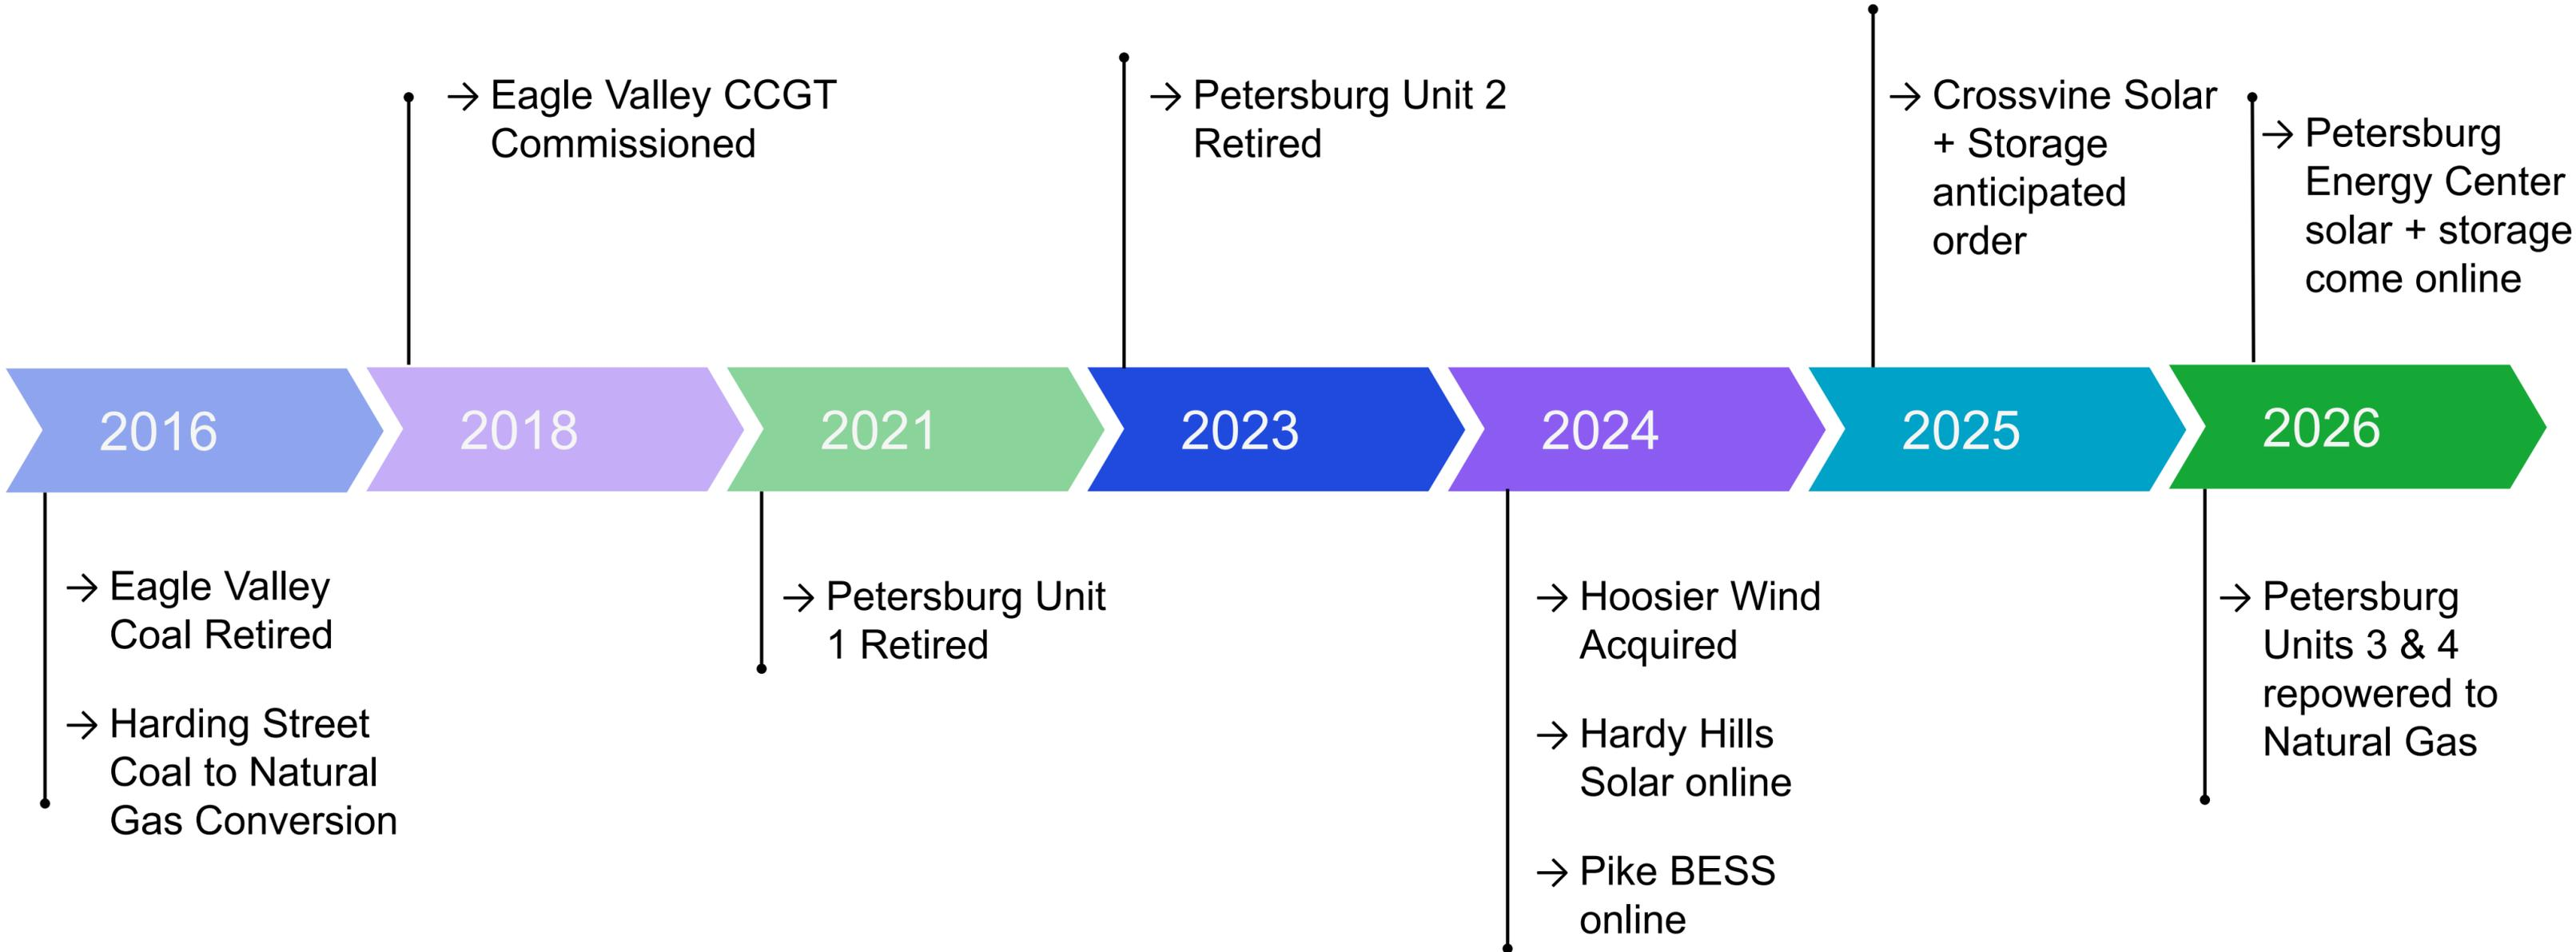 → Eagle Valley CCGT
Commissioned
→ Petersburg Unit 2
Retired
→ Crossvine Solar
+ Storage
anticipated
order
→ Petersburg
Energy Center
solar + storage
come online
2016
2018
2021
2023
2024
2025
2026
→ Eagle Valley
Coal Retired
→ Harding Street
Coal to Natural
Gas Conversion
→ Petersburg Unit
1 Retired
→ Hoosier Wind
Acquired
→ Hardy Hills
Solar online
→ Pike BESS
online
→ Petersburg
Units 3 & 4
repowered to
Natural Gas